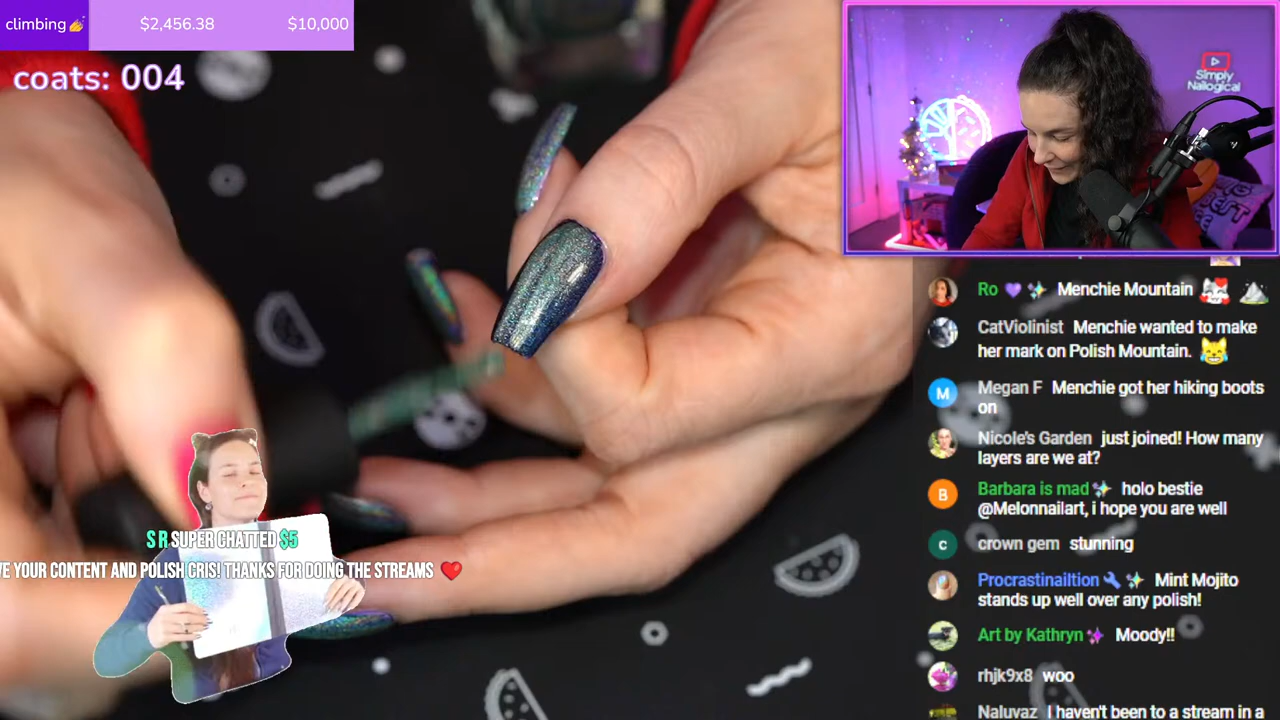 climbing💅 $2,456.38 $10,000
coats: 004
Simply
Nailogical
Ro 💜✨ Menchie Mountain
CatViolinist Menchie wanted to make
her mark on Polish Mountain. 😹
Megan F Menchie got her hiking boots
on
Nicole's Garden just joined! How many
layers are we at?
Barbara is mad✨ holo bestie
@Melonnailart, i hope you are well
crown gem stunning
Procrastinailtion🔧✨ Mint Mojito
stands up well over any polish!
Art by Kathryn Moody!!
rhjk9x8 woo
Naluvaz I haven't been to a stream in a
S R SUPER CHATTED $5
YOUR CONTENT AND POLISH CRIS! THANKS FOR DOING THE STREAMS ❤️